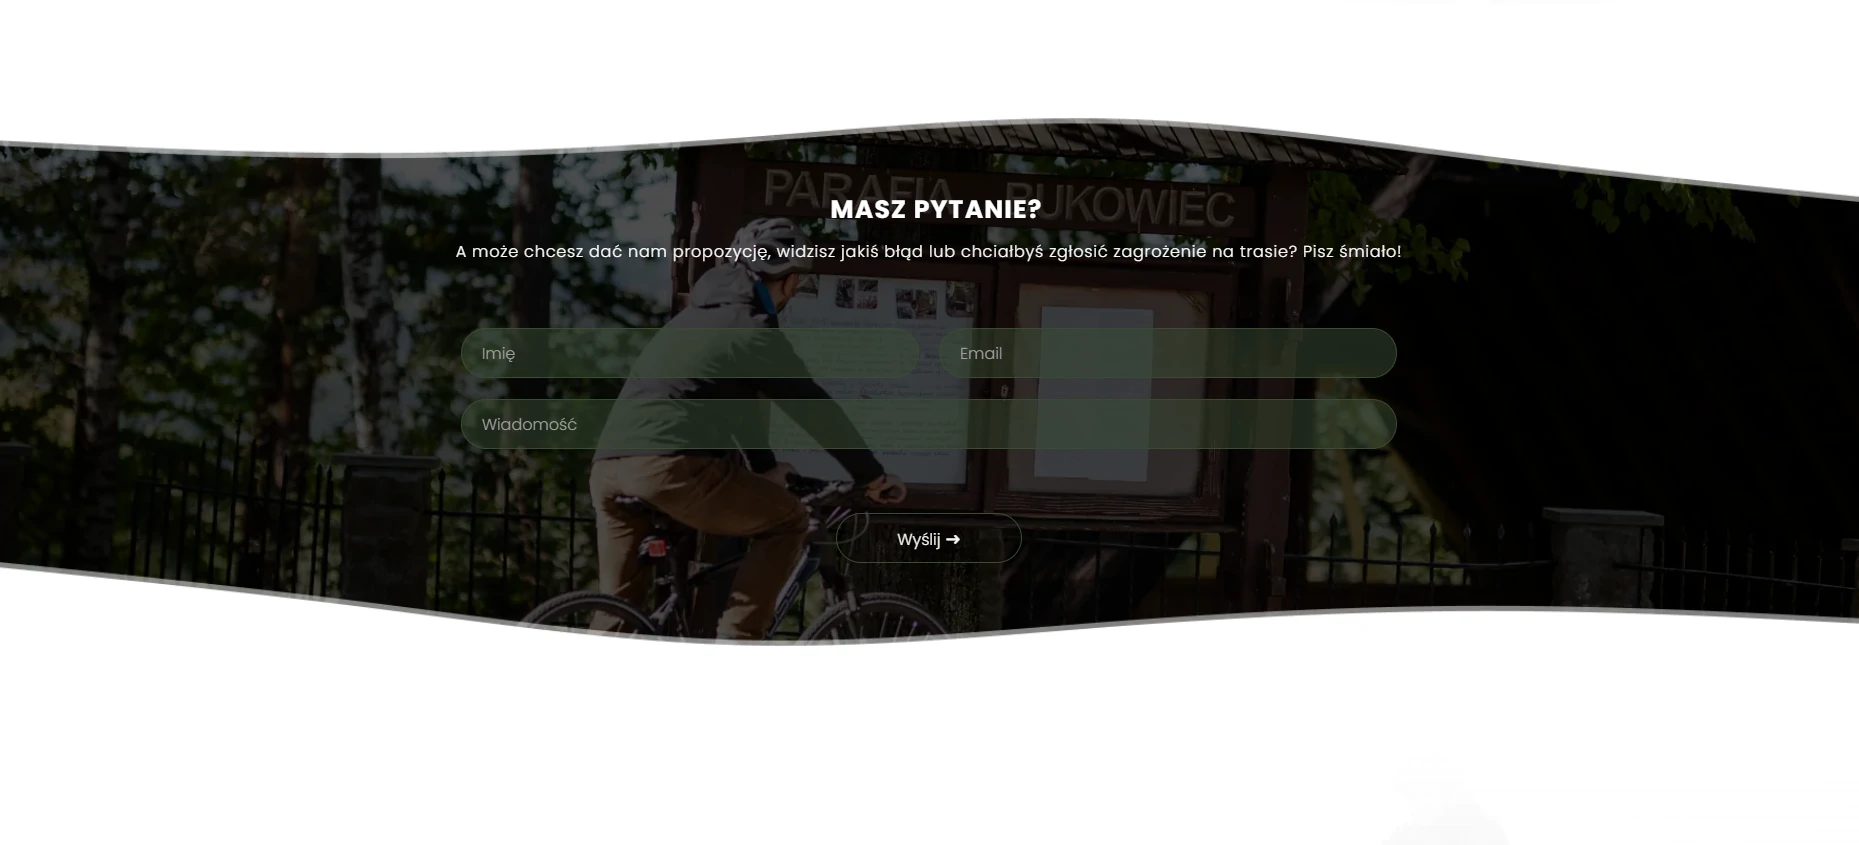 PARAFIA BUKOWIEC
MASZ PYTANIE?
A może chcesz dać nam propozycję, widzisz jakiś błąd lub chciałbyś zgłosić zagrożenie na trasie? Pisz śmiało!
Imię
Email
Wiadomość
Wyślij ➜